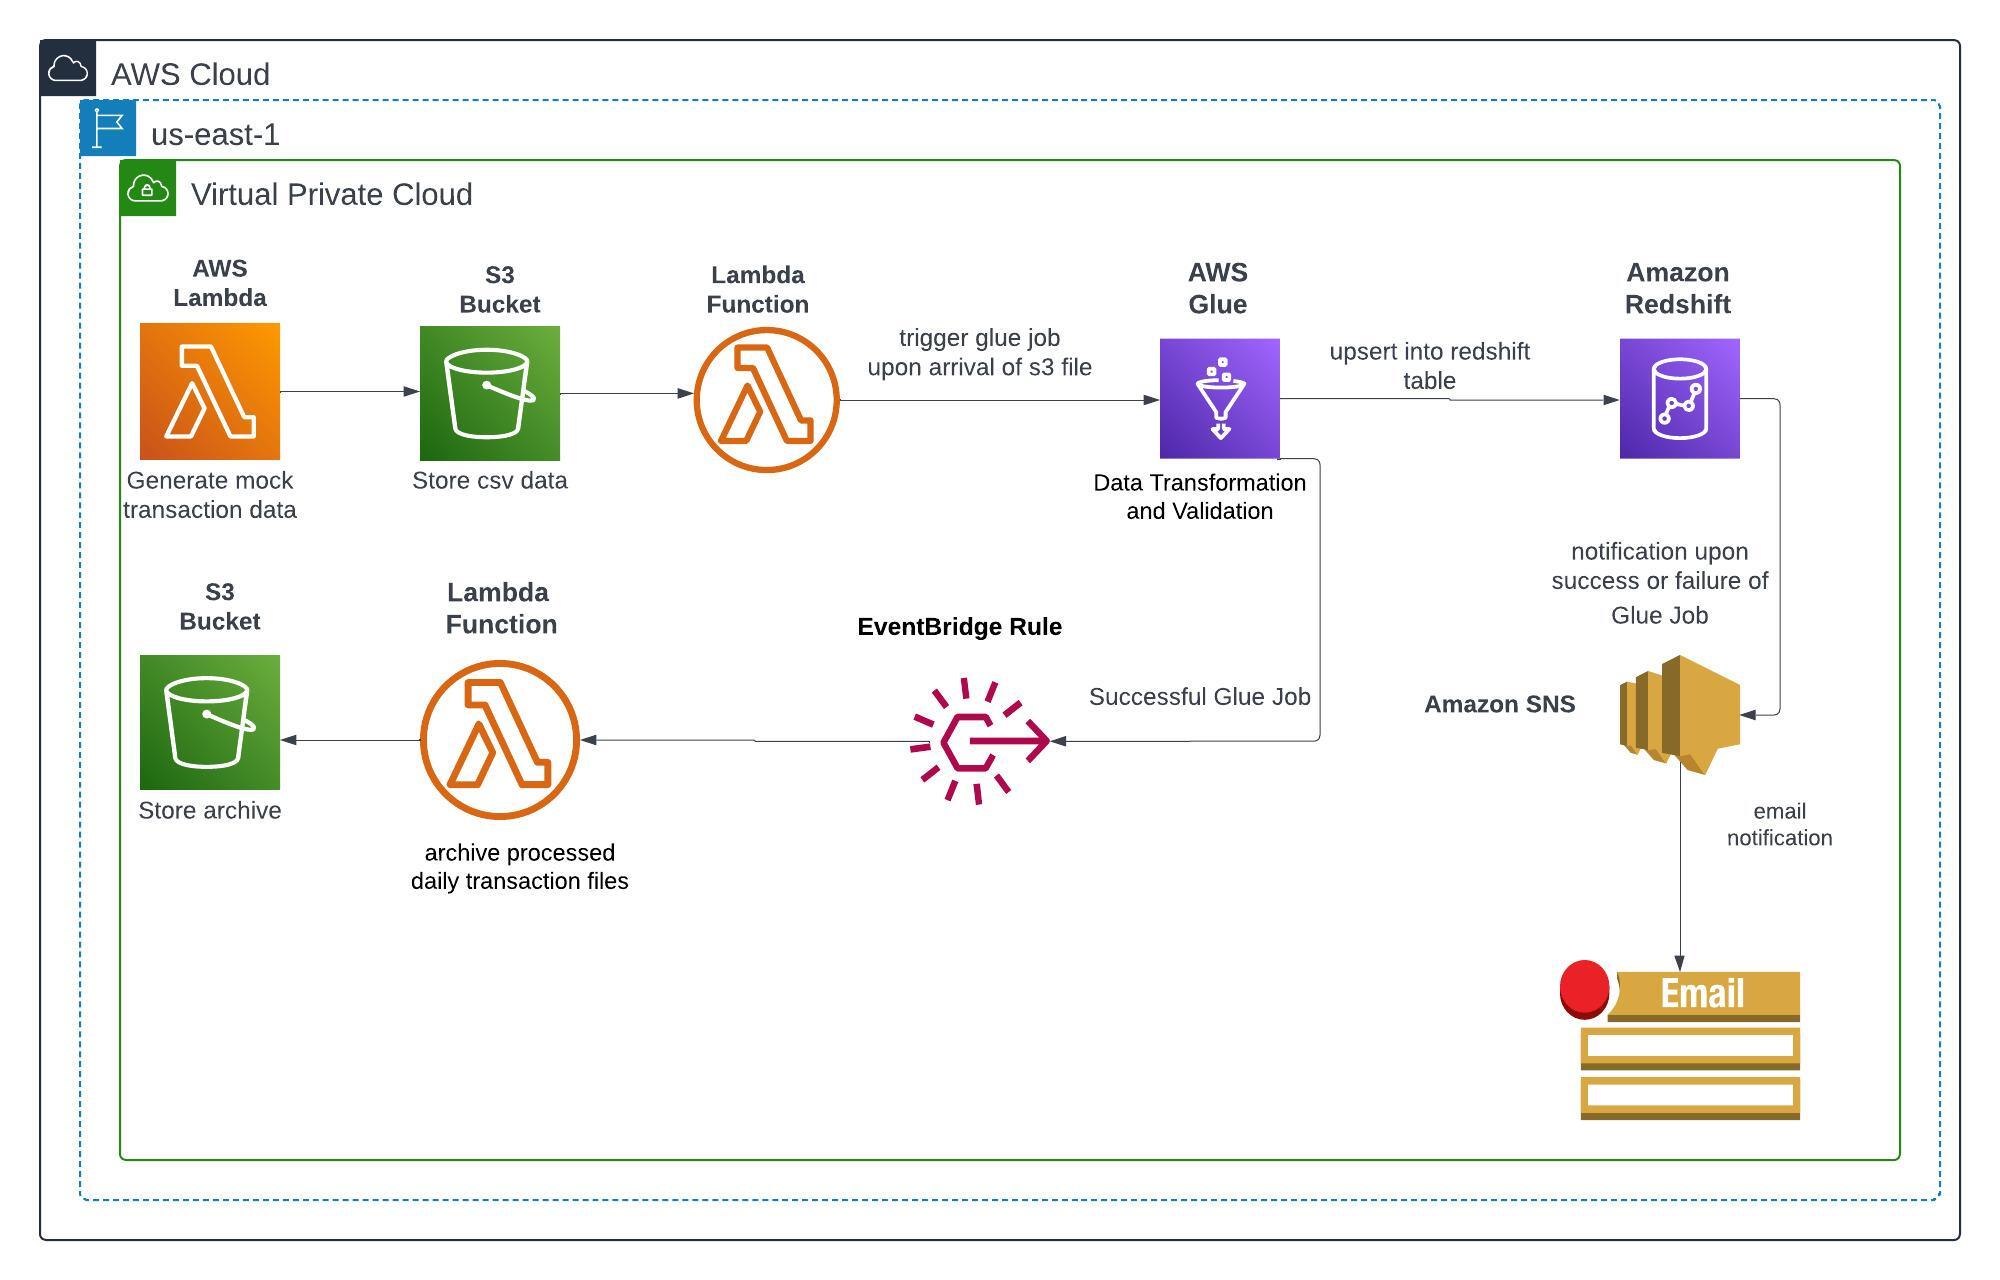 AWS Cloud
us-east-1
Virtual Private Cloud
AWS
Lambda
S3
Bucket
Lambda
Function
AWS
Glue
Amazon
Redshift
trigger glue job
upon arrival of s3 file
upsert into redshift
table
Generate mock
transaction data
Store csv data
Data Transformation
and Validation
notification upon
success or failure of
Glue Job
S3
Bucket
Lambda
Function
EventBridge Rule
Successful Glue Job
Amazon SNS
Store archive
archive processed
daily transaction files
email
notification
Email